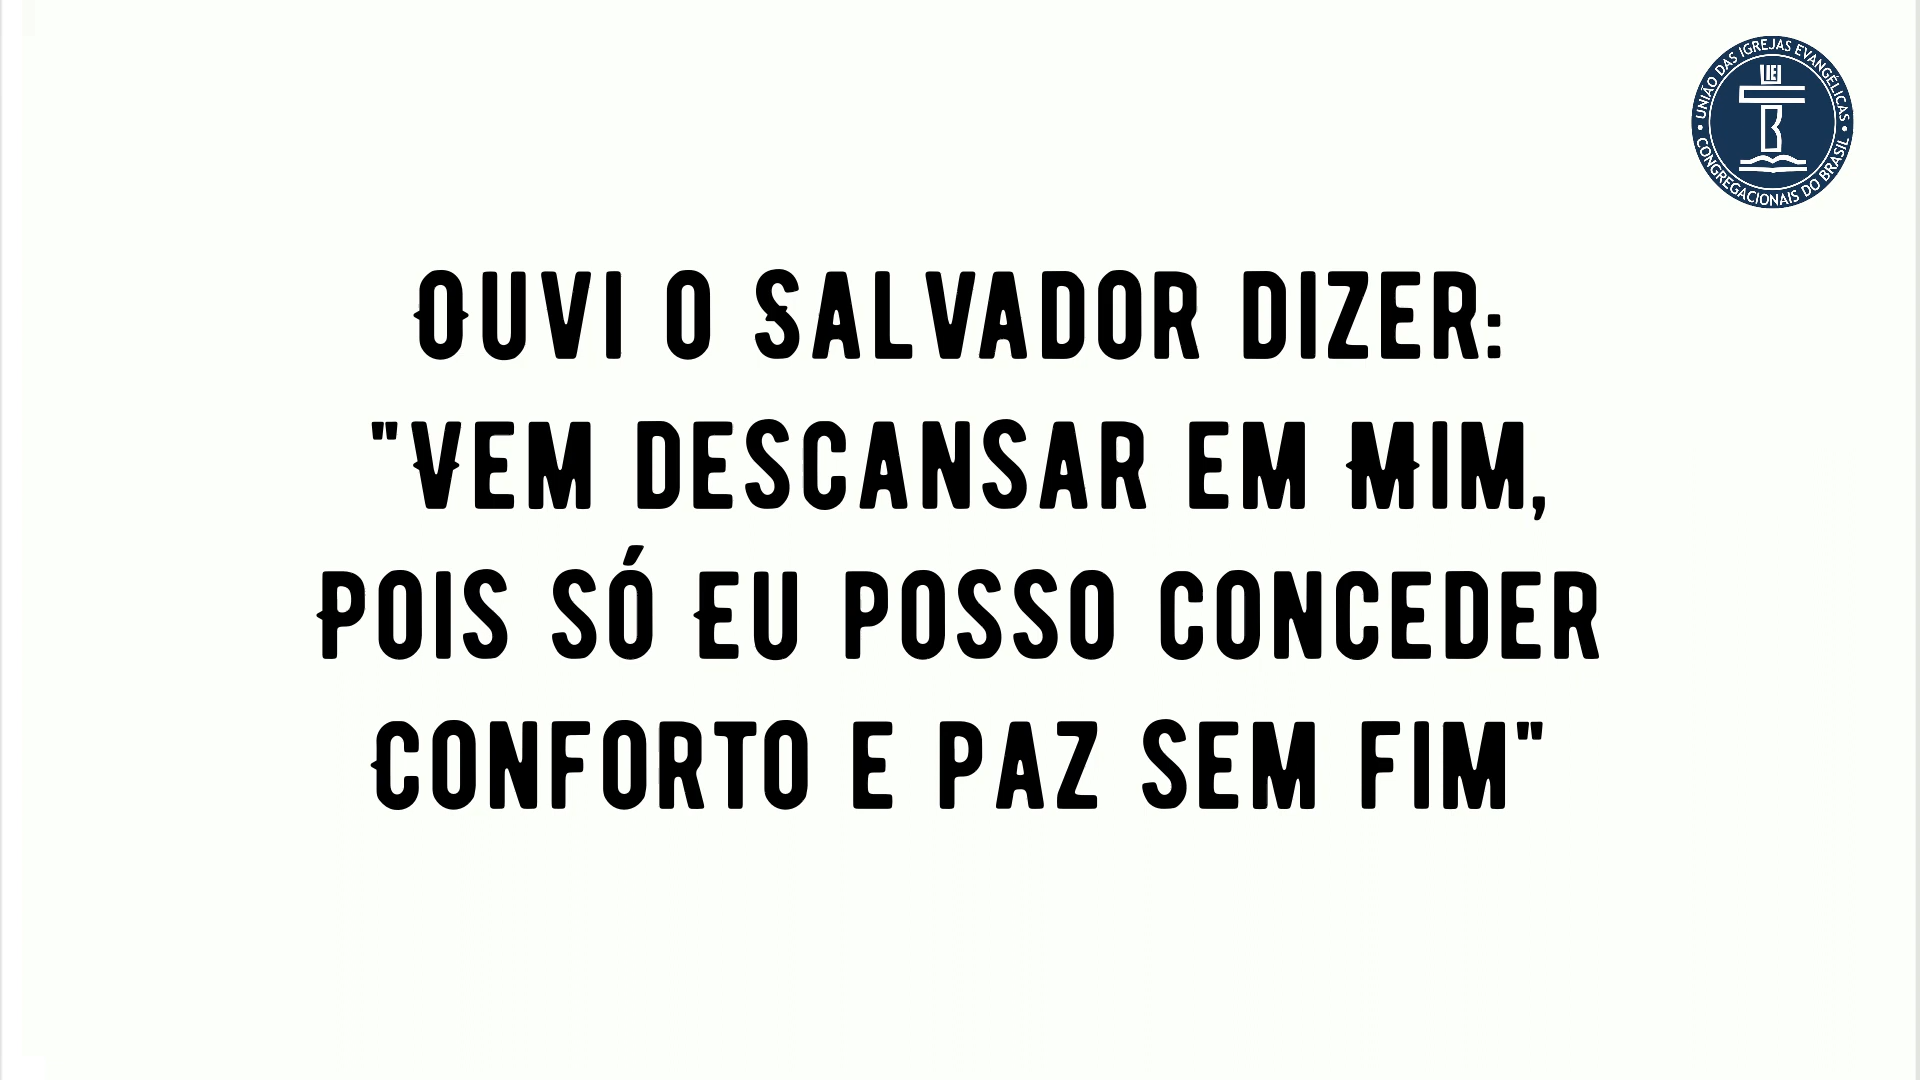 Ouvi o Salvador dizer:
"Vem descansar em Mim,
Pois só Eu posso conceder
Conforto e paz sem fim"
UNIÃO DAS IGREJAS EVANGÉLICAS
CONGREGACIONAIS DO BRASIL